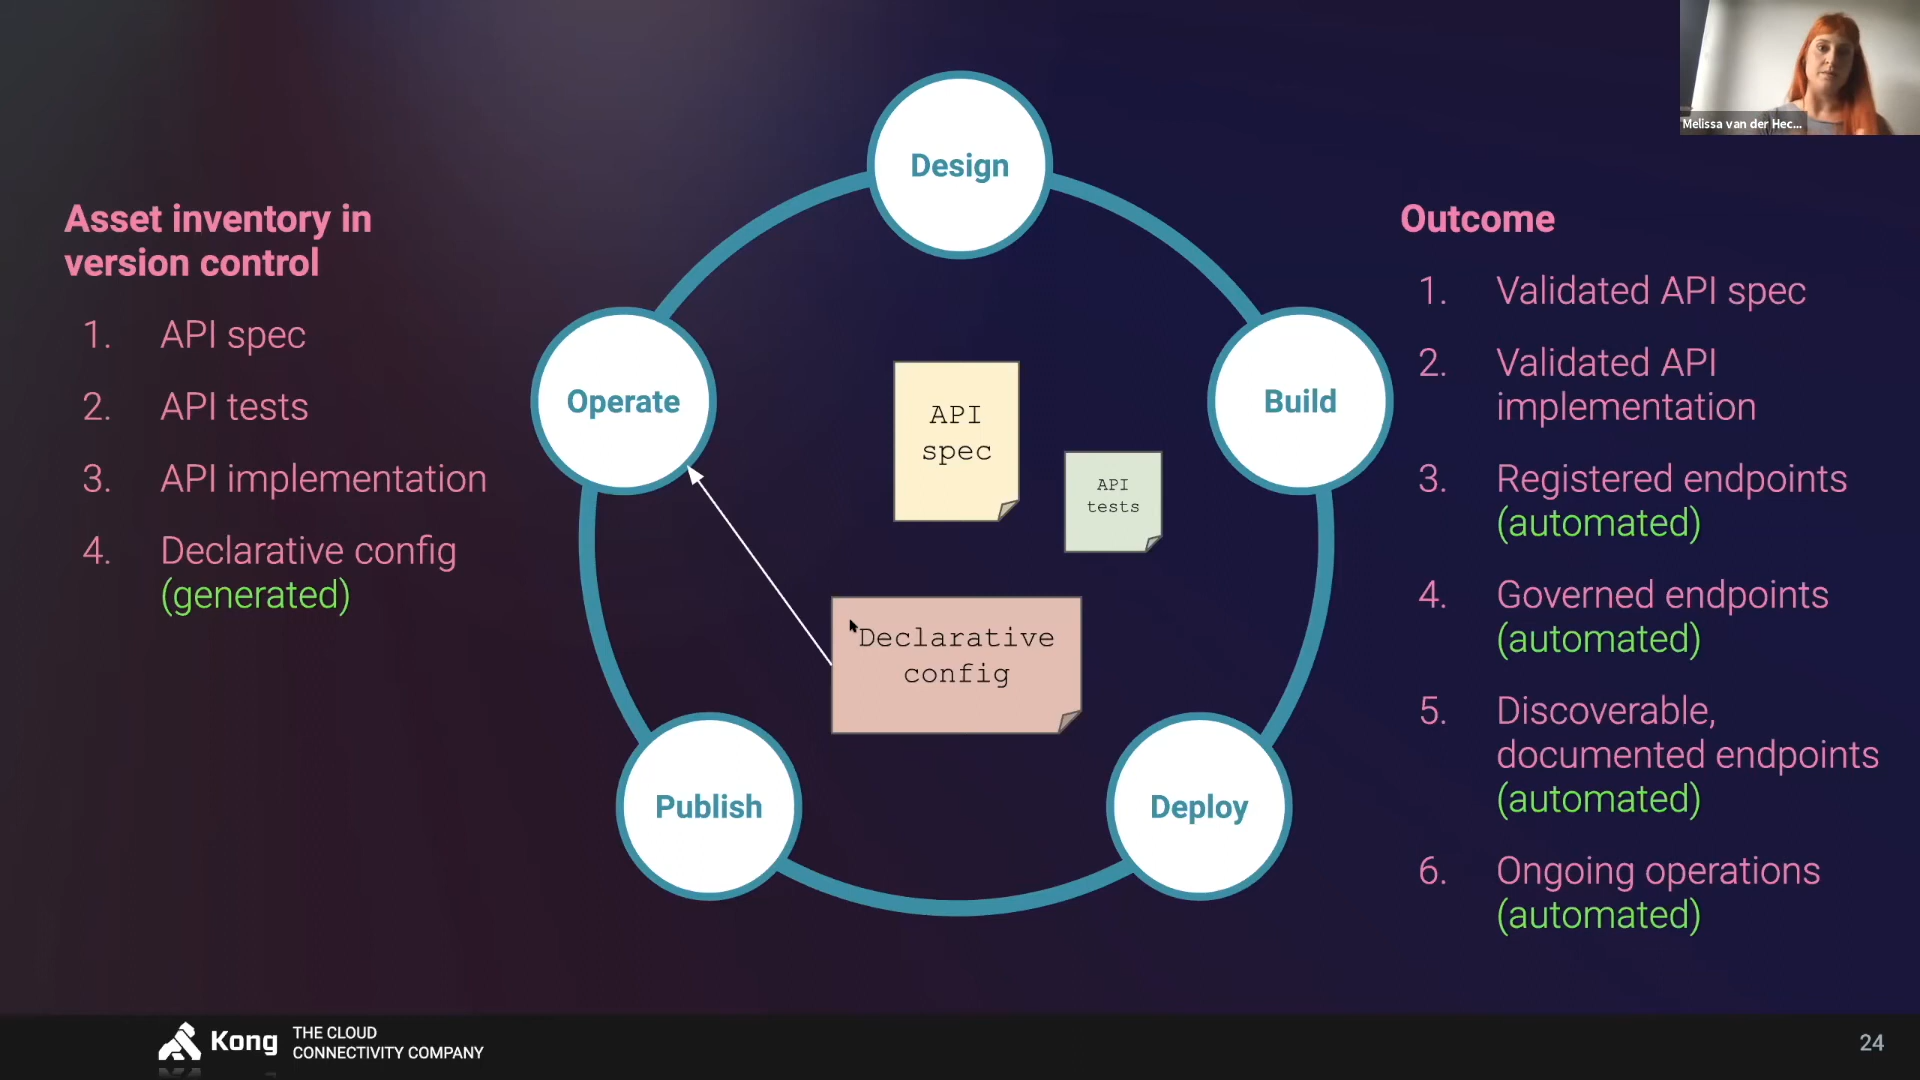 Melissa van der Hec...
Design
Asset inventory in
version control
1. API spec
2. API tests
3. API implementation
4. Declarative config
(generated)
Operate
Build
API
spec
API
tests
Declarative
config
Publish
Deploy
Outcome
1. Validated API spec
2. Validated API
implementation
3. Registered endpoints
(automated)
4. Governed endpoints
(automated)
5. Discoverable,
documented endpoints
(automated)
6. Ongoing operations
(automated)
Kong
THE CLOUD
CONNECTIVITY COMPANY
24